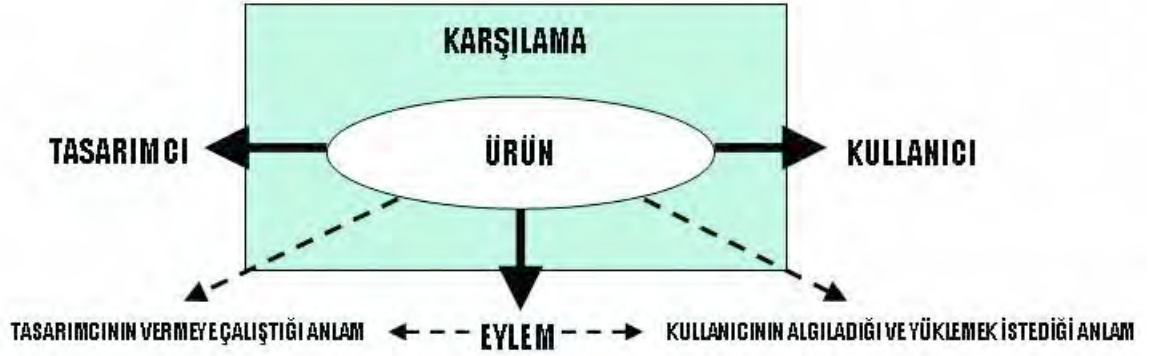 KARŞILAMA
TASARIMCI
ÜRÜN
KULLANICI
TASARIMCININ VERMEYE ÇALIŞTIĞI ANLAM
EYLEM
KULLANICININ ALGILADIĞI VE YÜKLEMEK İSTEDİĞİ ANLAM